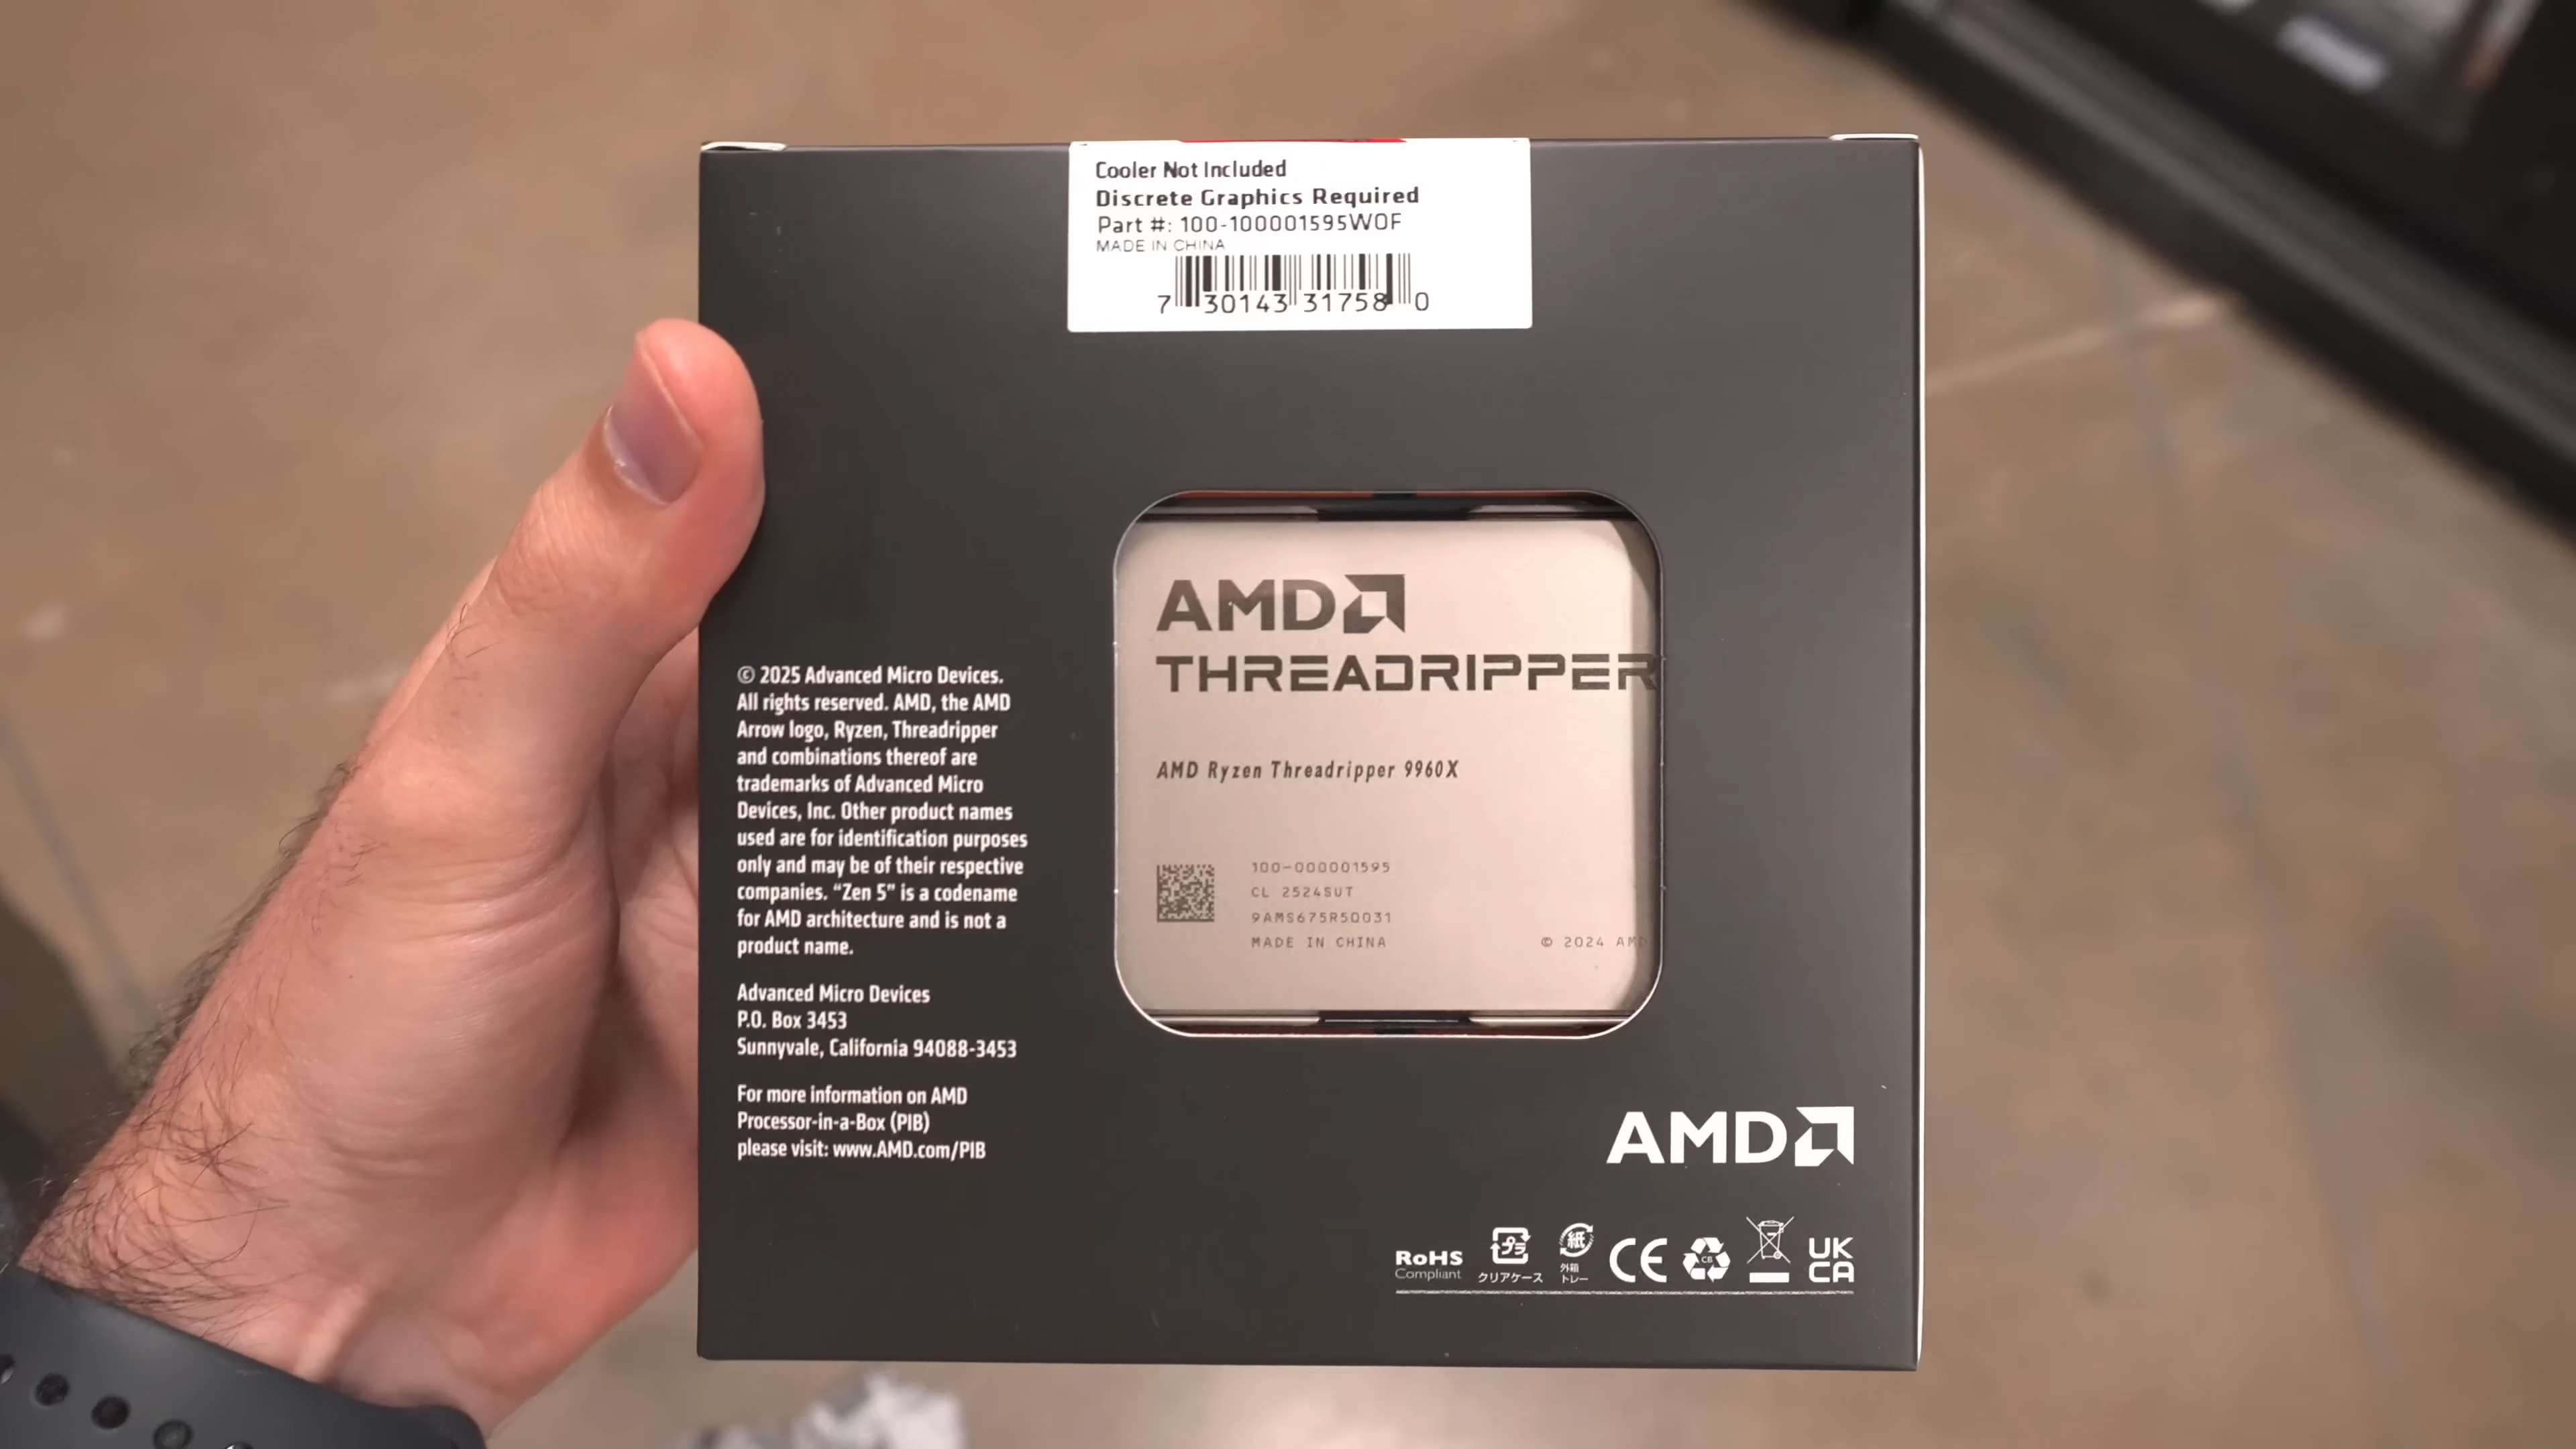 Cooler Not Included
Discrete Graphics Required
Part #: 100-100001595WOF
MADE IN CHINA
7 30143 31758 0
AMD
THREADRIPPER
AMD Ryzen Threadripper 9960X
100-000001595
CL 2524SUT
9AMS675R50031
MADE IN CHINA
© 2024 AMD
© 2025 Advanced Micro Devices.
All rights reserved. AMD, the AMD
Arrow logo, Ryzen, Threadripper
and combinations thereof are
trademarks of Advanced Micro
Devices, Inc. Other product names
used are for identification purposes
only and may be of their respective
companies. “Zen 5” is a codename
for AMD architecture and is not a
product name.
Advanced Micro Devices
P.O. Box 3453
Sunnyvale, California 94088-3453
For more information on AMD
Processor-in-a-Box (PIB)
please visit: www.AMD.com/PIB
AMD
RoHS
Compliant
プラ
クリアケース
紙
外箱
トレー
CE
CB
UK
CA